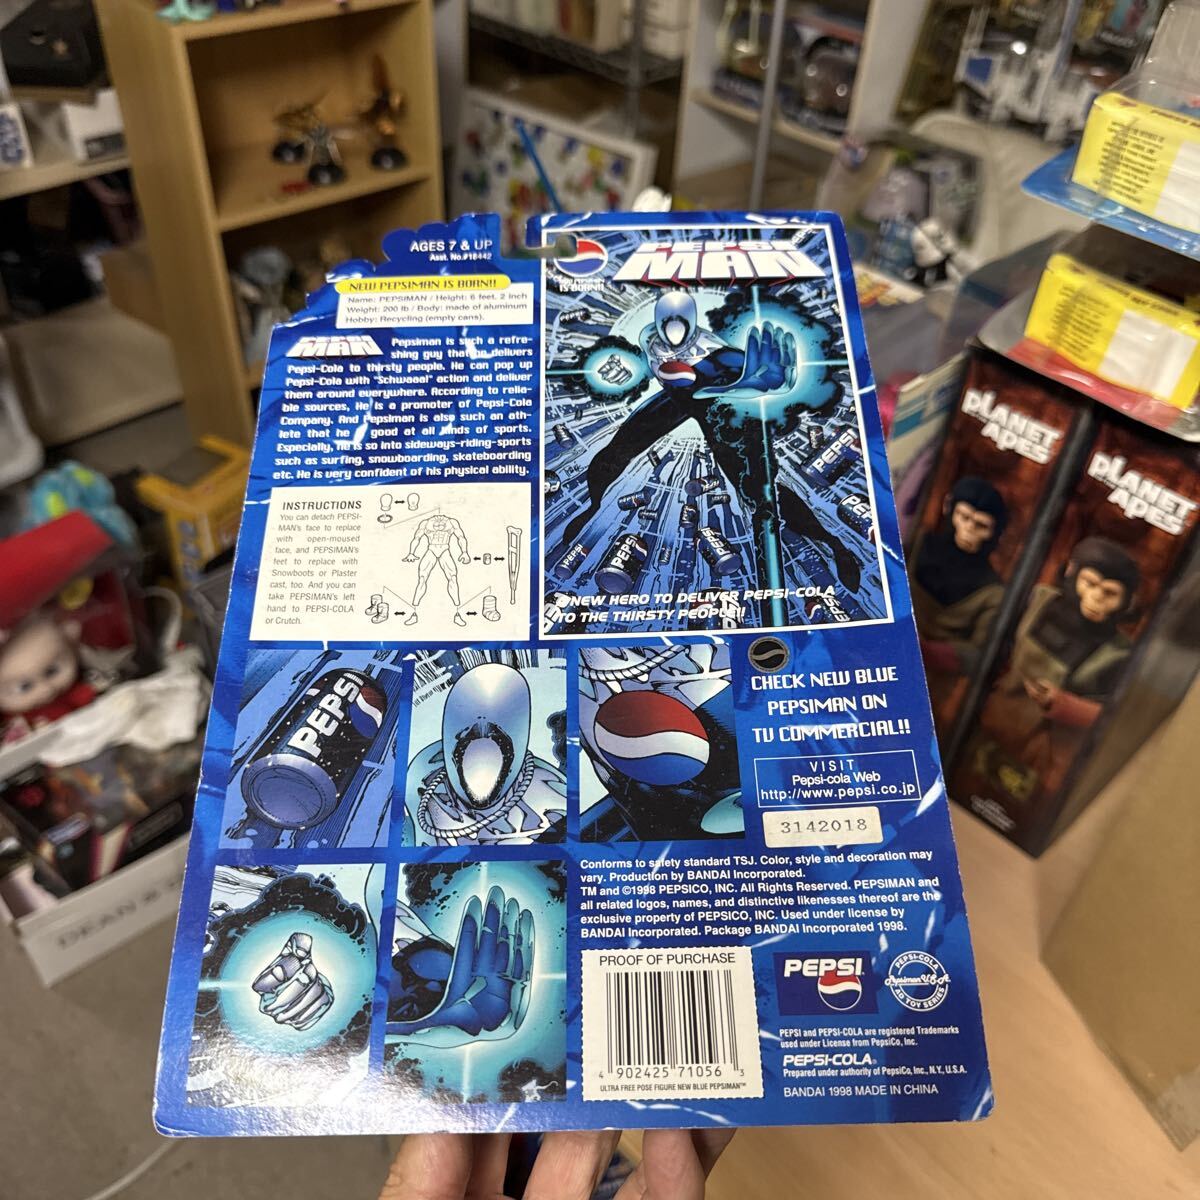 AGES 7 & UP
Asst. No.#18442
NEW PEPSIMAN IS BORN!!
Name: PEPSIMAN / Height: 6 feet, 2 inch
Weight: 200 lb / Body: made of aluminum
Hobby: Recycling (empty cans).
MAN
Pepsiman is such a refre-
shing guy that he delivers
Pepsi-Cola to thirsty people. He can pop up
Pepsi-Cola with "Schwaaa!" action and deliver
them around everywhere. According to relia-
ble sources, He is a promoter of Pepsi-Cola
Company. And Pepsiman is also such an ath-
lete that he is good at all kinds of sports.
Especially, he is so into sideways-riding-sports
such as surfing, snowboarding, skateboarding
etc. He is very confident of his physical ability.
INSTRUCTIONS
You can detach PEPSI-
MAN's face to replace
with open-moused
face, and PEPSIMAN's
feet to replace with
Snowboots or Plaster
cast, too. And you can
take PEPSIMAN's left
hand to PEPSI-COLA
or Crutch.
PEPSI
MAN
IS BORN!!
PEPSI
PEPSI
PEPSI
NEW HERO TO DELIVER PEPSI-COLA
TO THE THIRSTY PEOPLE!!
PEPSI
CHECK NEW BLUE
PEPSIMAN ON
TV COMMERCIAL!!
VISIT
Pepsi-cola Web
http://www.pepsi.co.jp
3142018
Conforms to safety standard TSJ. Color, style and decoration may
vary. Production by BANDAI Incorporated.
TM and ©1998 PEPSICO, INC. All Rights Reserved. PEPSIMAN and
all related logos, names, and distinctive likenesses thereof are the
exclusive property of PEPSICO, INC. Used under license by
BANDAI Incorporated. Package BANDAI Incorporated 1998.
PROOF OF PURCHASE
4 902425 710563
ULTRA FREE POSE FIGURE NEW BLUE PEPSIMAN™
PEPSI
PEPSI-COLA
Pepsiman U.S.A.
AD TOY SERIES
PEPSI and PEPSI-COLA are registered Trademarks
used under License from PepsiCo, Inc.
PEPSI-COLA®
Prepared under authority of PepsiCo, Inc., N.Y., U.S.A.
BANDAI 1998 MADE IN CHINA
PLANET
APES
PLANET
APES